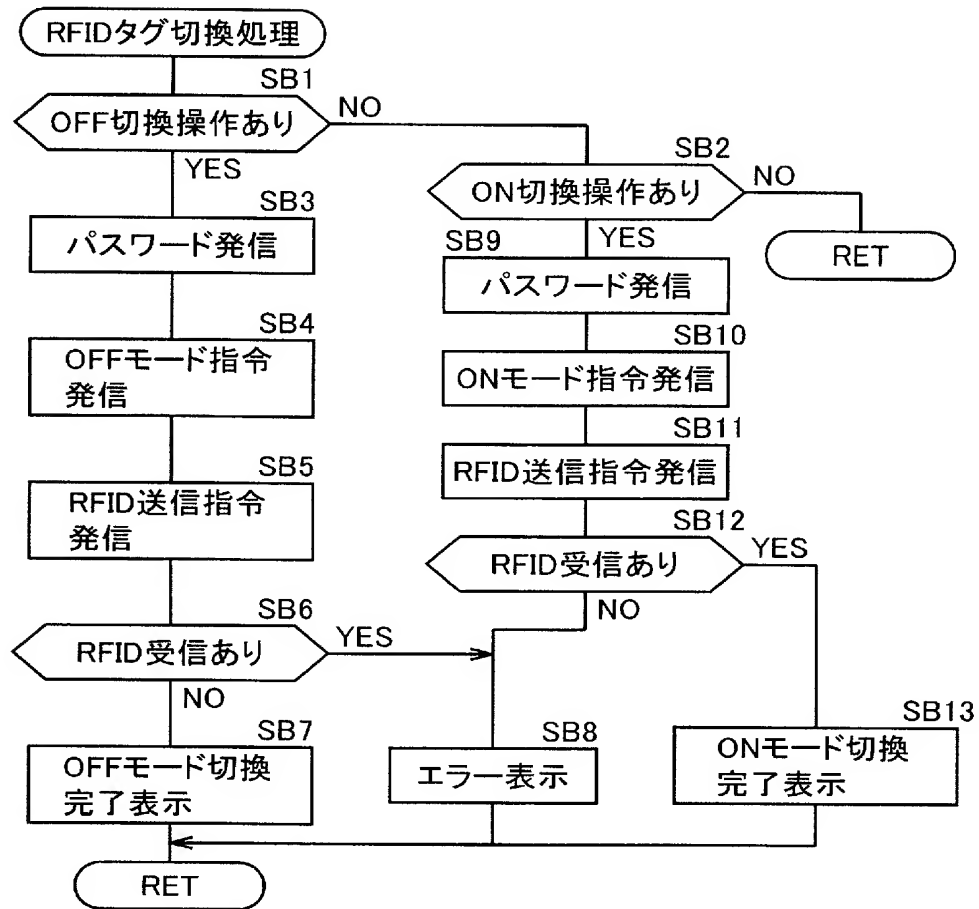 RFIDタグ切換処理
SB1
OFF切換操作あり
NO
YES
SB2
ON切換操作あり
NO
YES
RET
SB3
パスワード発信
SB9
パスワード発信
SB4
OFFモード指令
発信
SB10
ONモード指令発信
SB5
RFID送信指令
発信
SB11
RFID送信指令発信
SB12
RFID受信あり
YES
NO
SB6
RFID受信あり
YES
NO
SB7
OFFモード切換
完了表示
SB8
エラー表示
SB13
ONモード切換
完了表示
RET